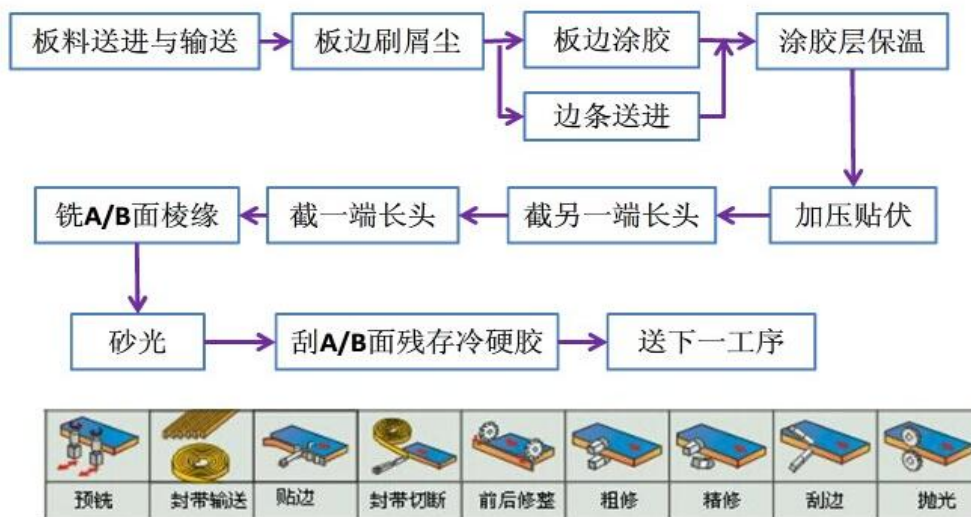 板料送进与输送
板边刷屑尘
板边涂胶
边条送进
涂胶层保温
加压贴伏
截另一端长头
截一端长头
铣A/B面棱缘
砂光
刮A/B面残存冷硬胶
送下一工序
预铣
封带输送
贴边
封带切断
前后修整
粗修
精修
刮边
抛光